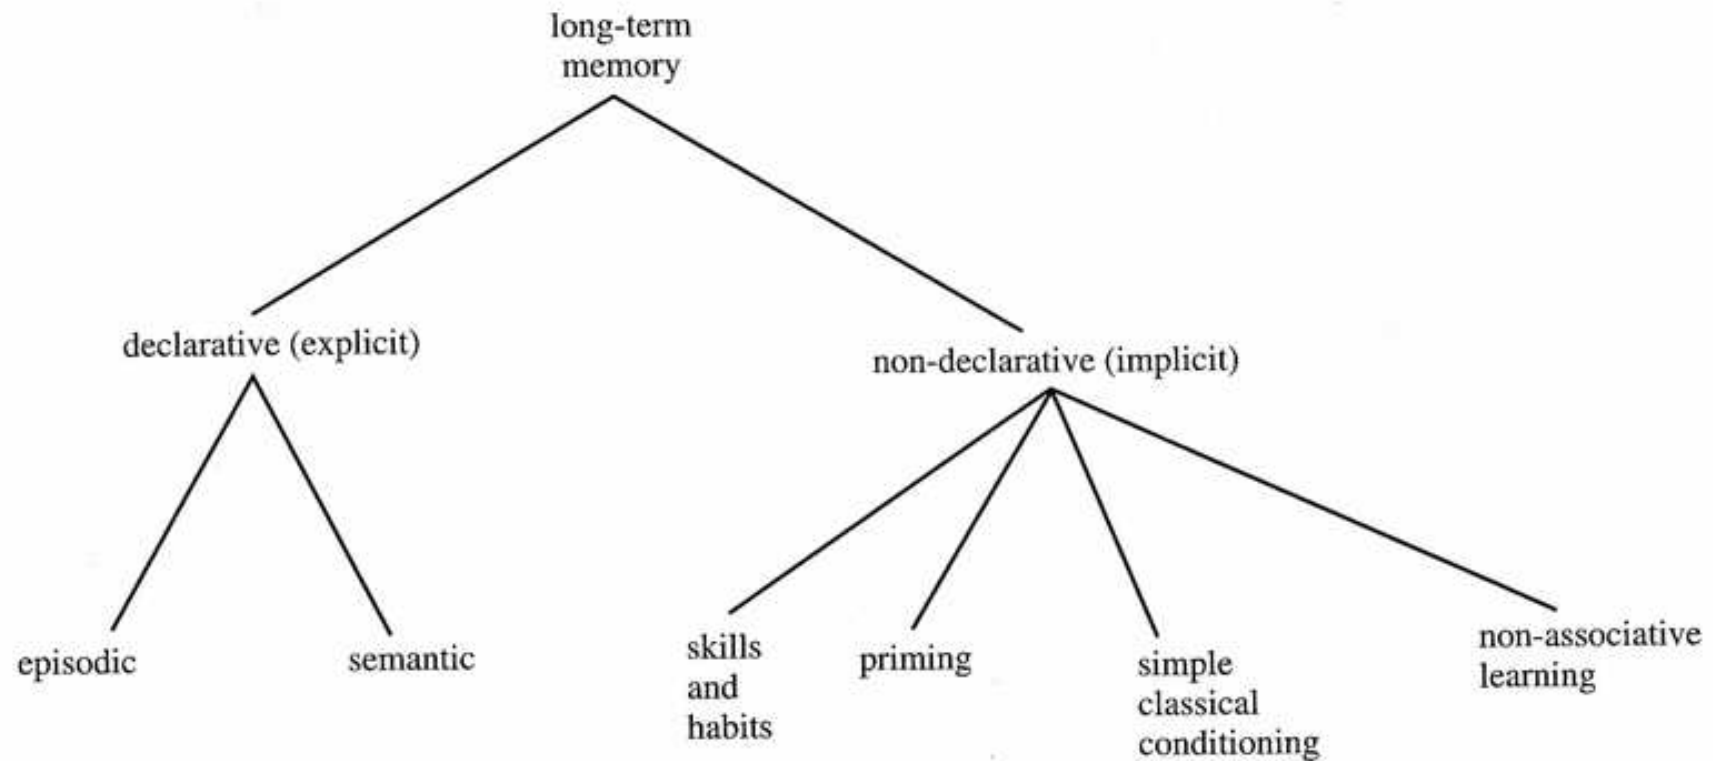 long-term
memory
declarative (explicit)
non-declarative (implicit)
episodic
semantic
skills
and
habits
priming
simple
classical
conditioning
non-associative
learning